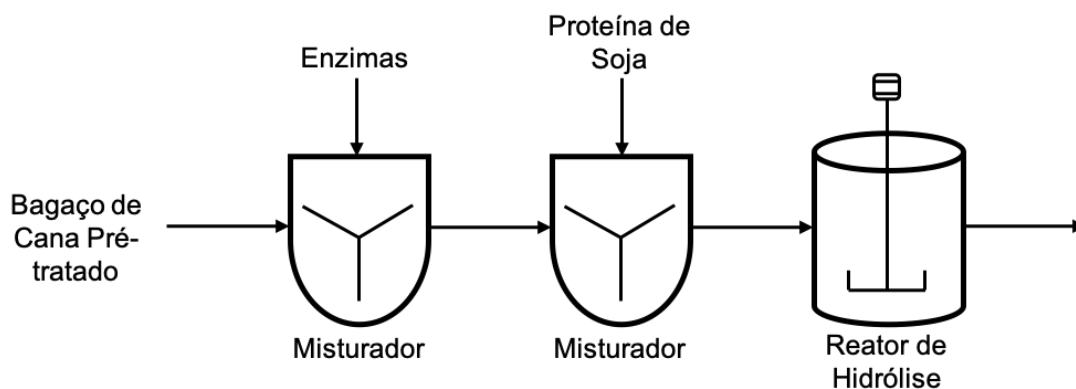 Enzimas
Proteína de
Soja
Bagaço de
Cana Pré-
tratado
Misturador
Misturador
Reator de
Hidrólise